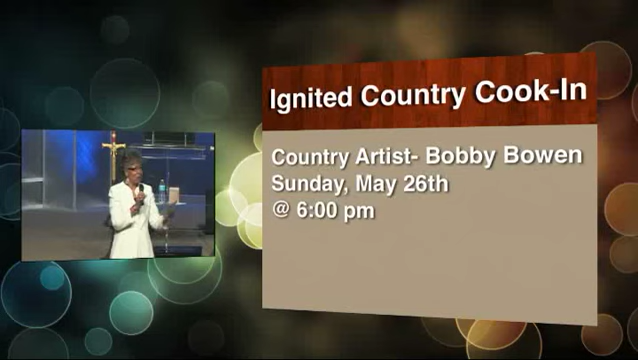 Ignited Country Cook-In
Country Artist- Bobby Bowen
Sunday, May 26th
@ 6:00 pm